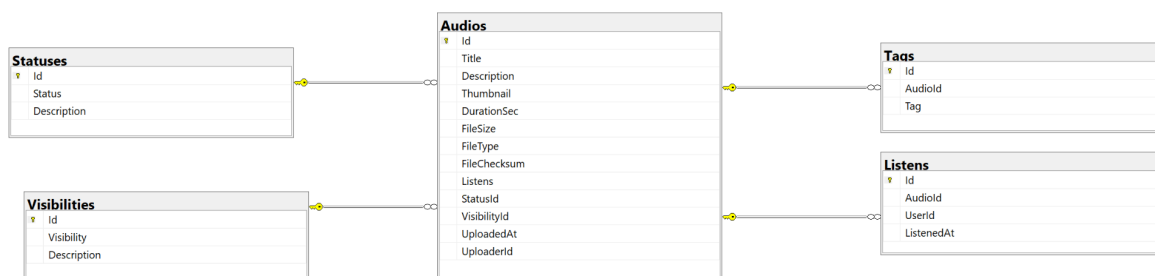 Statuses
Id
Status
Description
Visibilities
Id
Visibility
Description
Audios
Id
Title
Description
Thumbnail
DurationSec
FileSize
FileType
FileChecksum
Listens
StatusId
VisibilityId
UploadedAt
UploaderId
Tags
Id
AudioId
Tag
Listens
Id
AudioId
UserId
ListenedAt